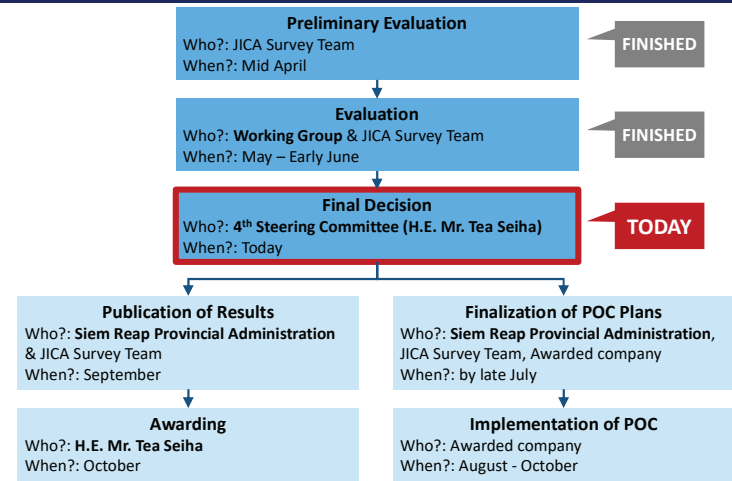 Preliminary Evaluation
Who?: JICA Survey Team
When?: Mid April
FINISHED
Evaluation
Who?: Working Group & JICA Survey Team
When?: May – Early June
FINISHED
Final Decision
Who?: 4th Steering Committee (H.E. Mr. Tea Seiha)
When?: Today
TODAY
Publication of Results
Who?: Siem Reap Provincial Administration
& JICA Survey Team
When?: September
Finalization of POC Plans
Who?: Siem Reap Provincial Administration,
JICA Survey Team, Awarded company
When?: by late July
Awarding
Who?: H.E. Mr. Tea Seiha
When?: October
Implementation of POC
Who?: Awarded company
When?: August - October